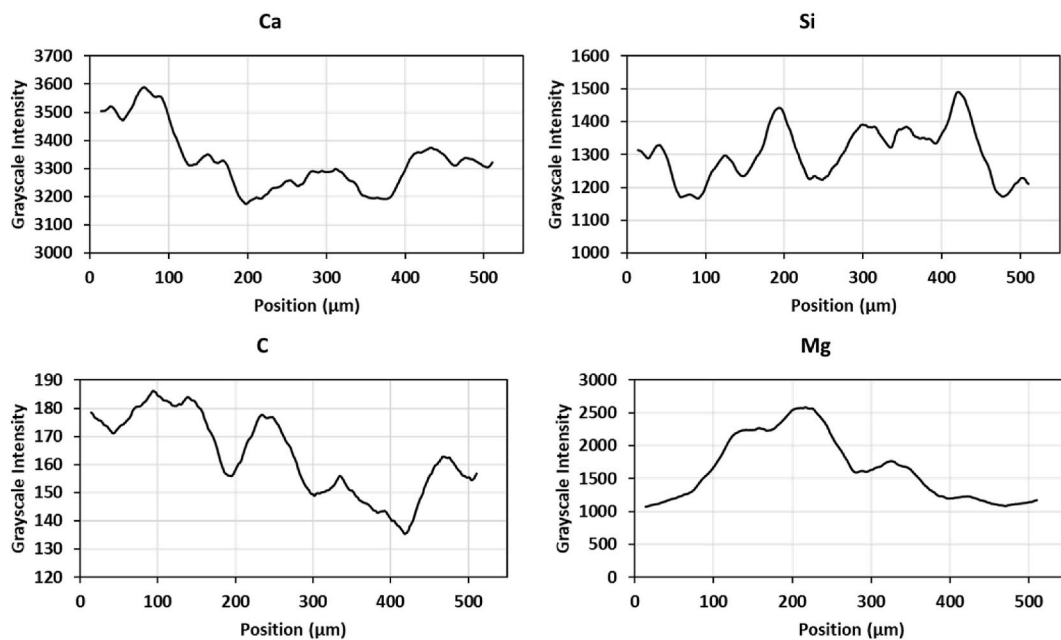 Ca
3700
3600
3500
3400
3300
3200
3100
3000
0 100 200 300 400 500
Grayscale Intensity
Position (µm)
Si
1600
1500
1400
1300
1200
1100
1000
0 100 200 300 400 500
Grayscale Intensity
Position (µm)
C
190
180
170
160
150
140
130
120
0 100 200 300 400 500
Grayscale Intensity
Position (µm)
Mg
3000
2500
2000
1500
1000
500
0
0 100 200 300 400 500
Grayscale Intensity
Position (µm)